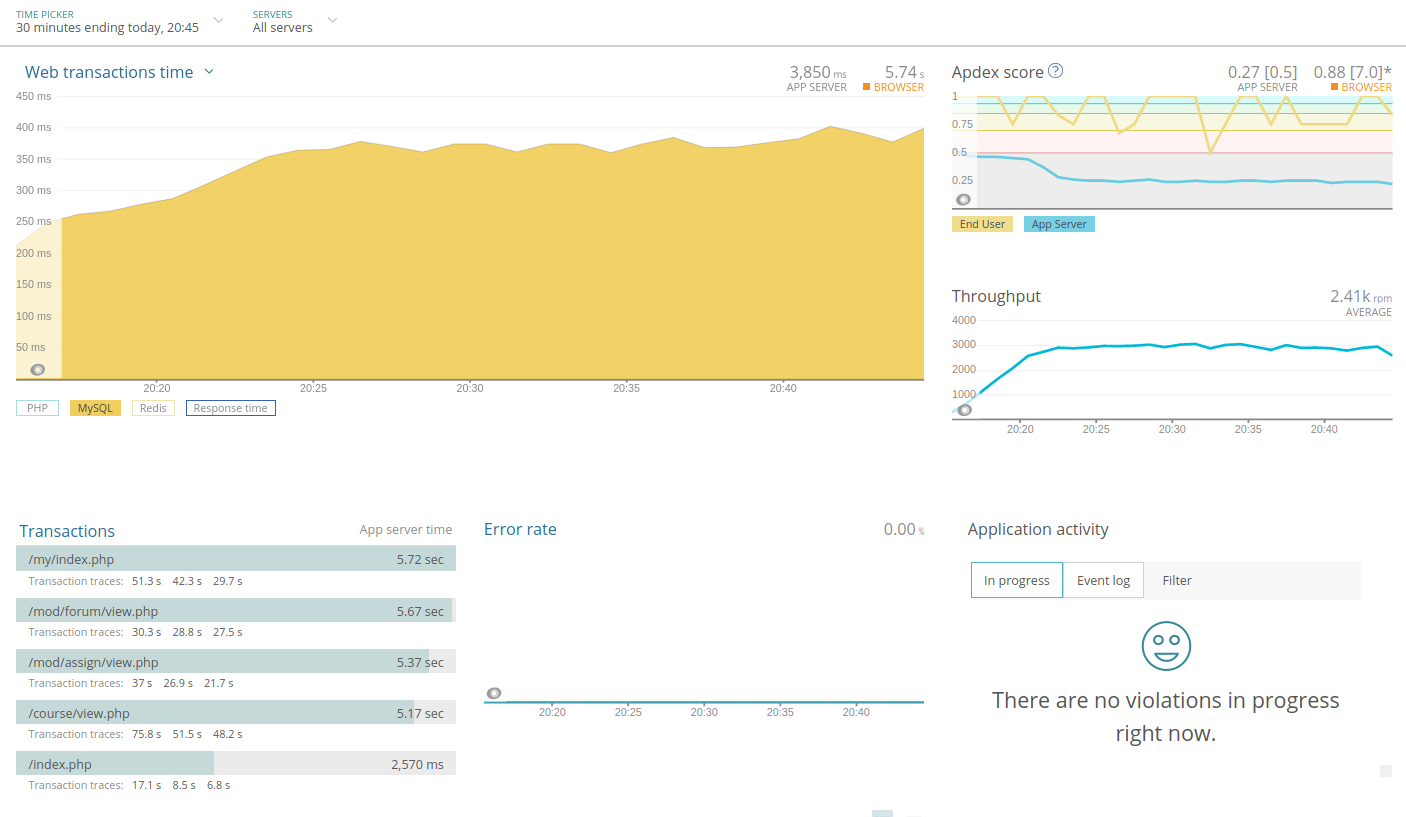 TIME PICKER
30 minutes ending today, 20:45
SERVERS
All servers
Web transactions time
3,850 ms
APP SERVER
5.74 s
BROWSER
450 ms
400 ms
350 ms
300 ms
250 ms
200 ms
150 ms
100 ms
50 ms
20:20
20:25
20:30
20:35
20:40
PHP
MySQL
Redis
Response time
Apdex score ?
0.27 [0.5]
APP SERVER
0.88 [7.0]*
BROWSER
1
0.75
0.5
0.25
End User
App Server
Throughput
2.41k rpm
AVERAGE
4000
3000
2000
1000
20:20
20:25
20:30
20:35
20:40
Transactions
App server time
/my/index.php 5.72 sec
Transaction traces: 51.3 s 42.3 s 29.7 s
/mod/forum/view.php 5.67 sec
Transaction traces: 30.3 s 28.8 s 27.5 s
/mod/assign/view.php 5.37 sec
Transaction traces: 37 s 26.9 s 21.7 s
/course/view.php 5.17 sec
Transaction traces: 75.8 s 51.5 s 48.2 s
/index.php 2,570 ms
Transaction traces: 17.1 s 8.5 s 6.8 s
Error rate
0.00 %
20:20
20:25
20:30
20:35
20:40
Application activity
In progress
Event log
Filter
There are no violations in progress
right now.